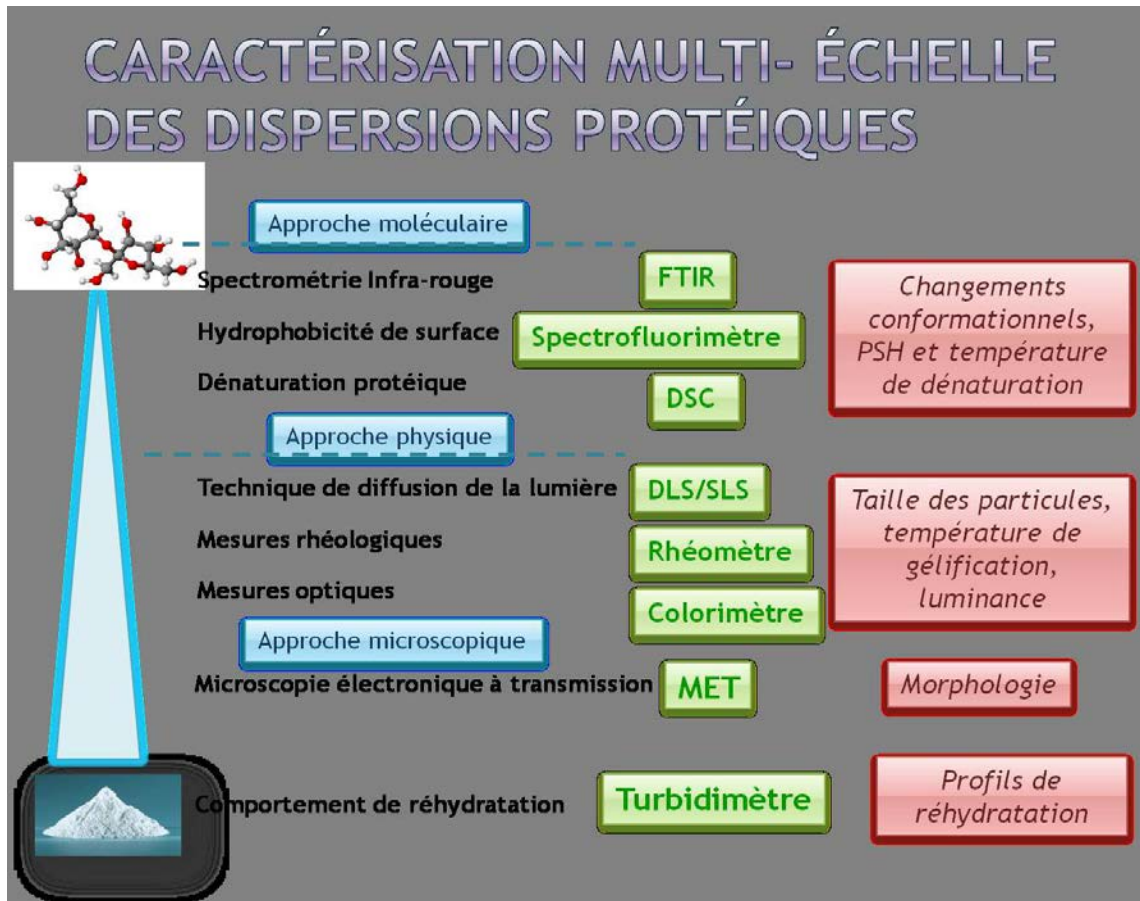 CARACTÉRISATION MULTI- ÉCHELLE
DES DISPERSIONS PROTÉIQUES
Approche moléculaire
Spectrométrie Infra-rouge
FTIR
Hydrophobicité de surface
Spectrofluorimètre
Dénaturation protéique
DSC
Changements
conformationnels,
PSH et température
de dénaturation
Approche physique
Technique de diffusion de la lumière
DLS/SLS
Mesures rhéologiques
Rhéomètre
Mesures optiques
Colorimètre
Taille des particules,
température de
gélification,
luminance
Approche microscopique
Microscopie électronique à transmission
MET
Morphologie
Comportement de réhydratation
Turbidimètre
Profils de
réhydratation